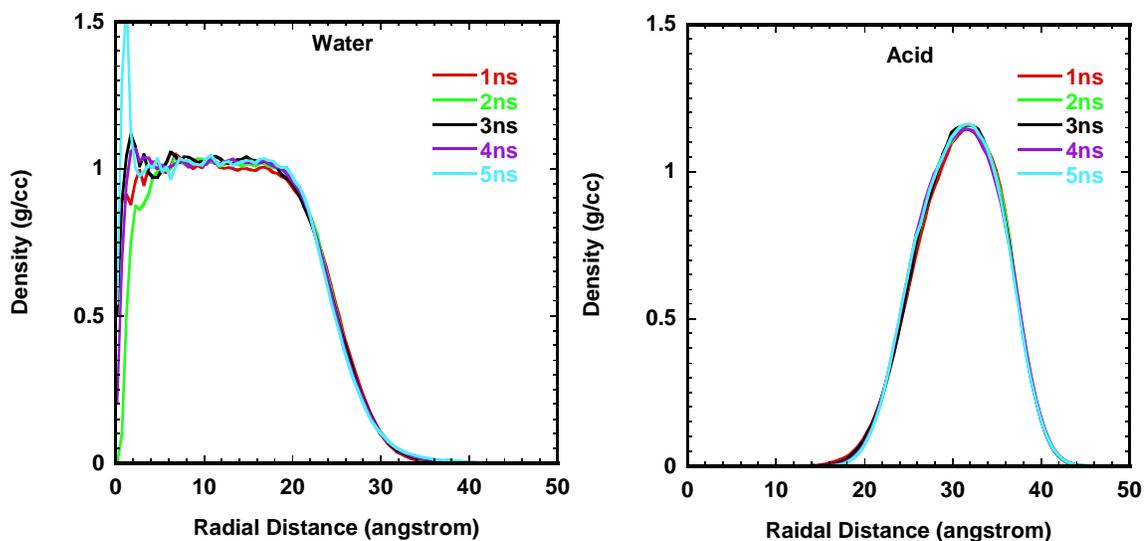 Water
1ns
2ns
3ns
4ns
5ns
1.5
1
0.5
0
0 10 20 30 40 50
Density (g/cc)
Radial Distance (angstrom)
Acid
1ns
2ns
3ns
4ns
5ns
1.5
1
0.5
0
0 10 20 30 40 50
Density (g/cc)
Raidal Distance (angstrom)